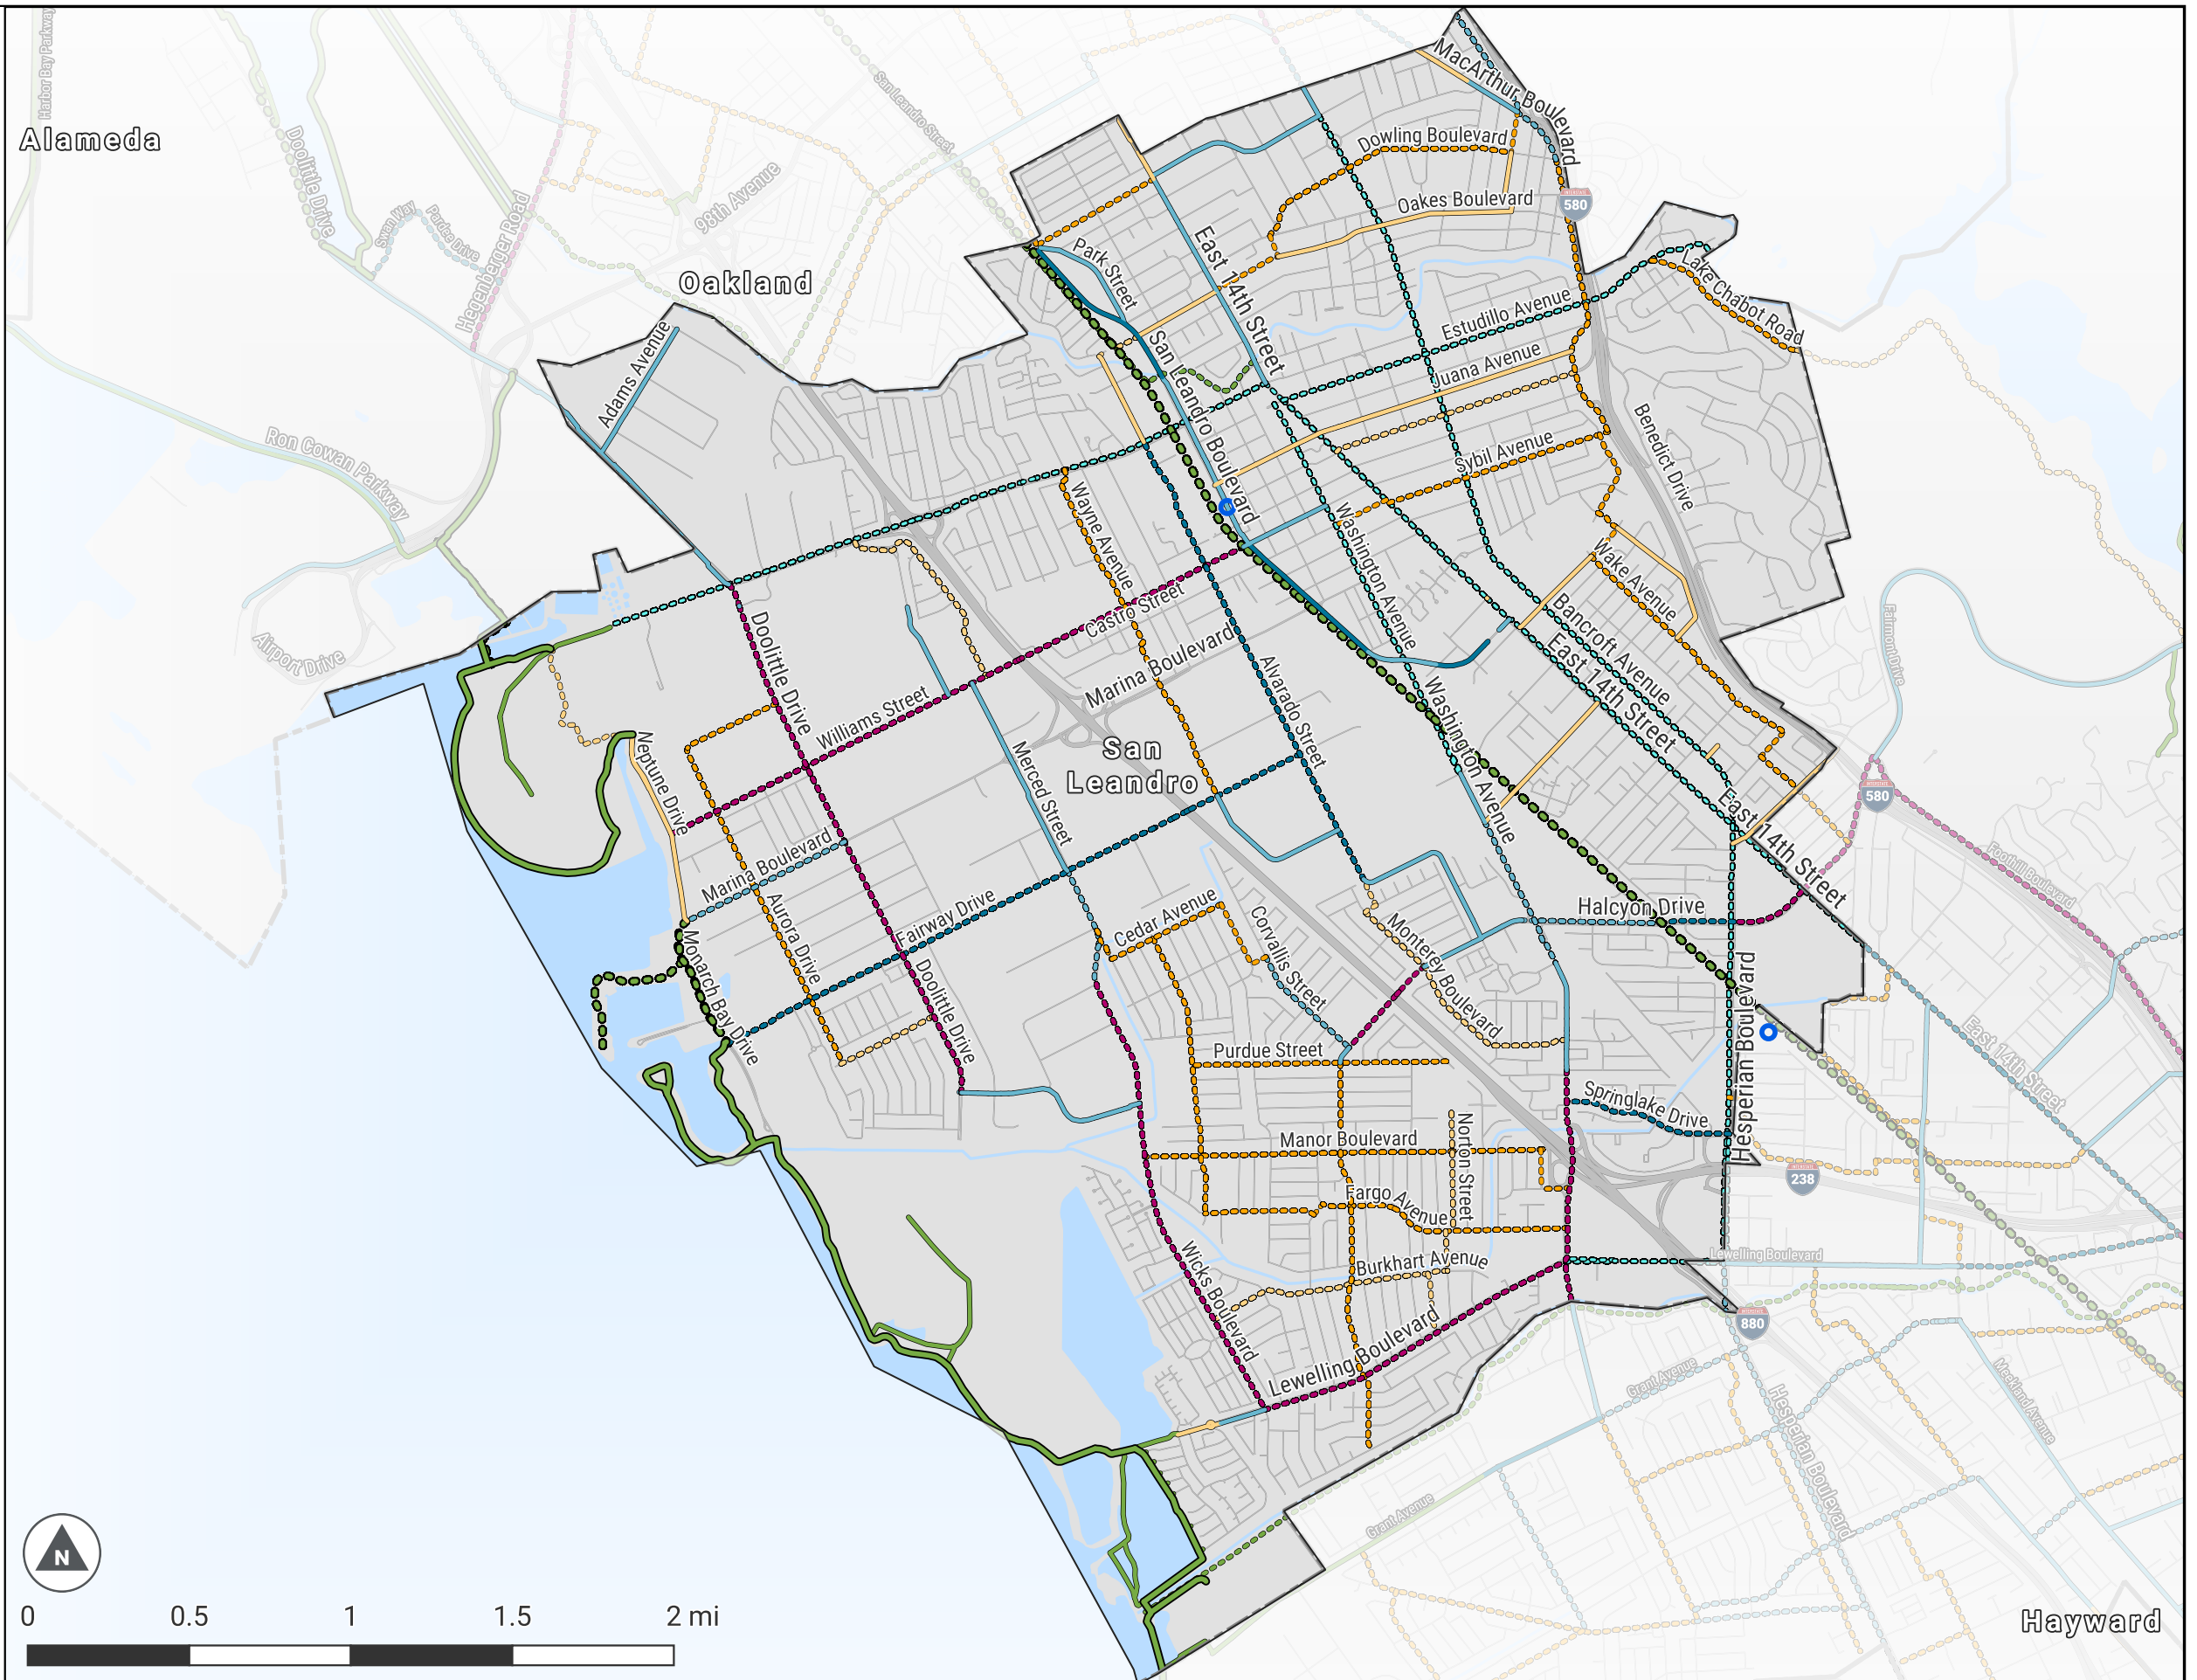 Harbor Bay Parkway
Alameda
Doolittle Drive
Swan Way
Pardee Drive
Hegenberger Road
98th Avenue
San Leandro Street
Oakland
MacArthur Boulevard
Dowling Boulevard
Oakes Boulevard
580
Park Street
East 14th Street
Estudillo Avenue
Lake Chabot Road
Juana Avenue
Adams Avenue
San Leandro Boulevard
Sybil Avenue
Benedict Drive
Ron Cowan Parkway
Wayne Avenue
Washington Avenue
Wake Avenue
Airport Drive
Castro Street
Bancroft Avenue
East 14th Street
Fairmont Drive
Doolittle Drive
Marina Boulevard
Alvarado Street
Williams Street
Washington Avenue
Neptune Drive
Merced Street
San
Leandro
580
East 14th Street
Marina Boulevard
Foothill Boulevard
Aurora Drive
Fairway Drive
Cedar Avenue
Corvallis Street
Monterey Boulevard
Halcyon Drive
Monarch Bay Drive
Doolittle Drive
Hesperian Boulevard
East 14th Street
Purdue Street
Springlake Drive
Manor Boulevard
Norton Street
238
Fargo Avenue
Wicks Boulevard
Burkhart Avenue
Lewelling Boulevard
880
Lewelling Boulevard
Grant Avenue
Hesperian Boulevard
Meekland Avenue
Grant Avenue
N
0 0.5 1 1.5 2 mi
Hayward